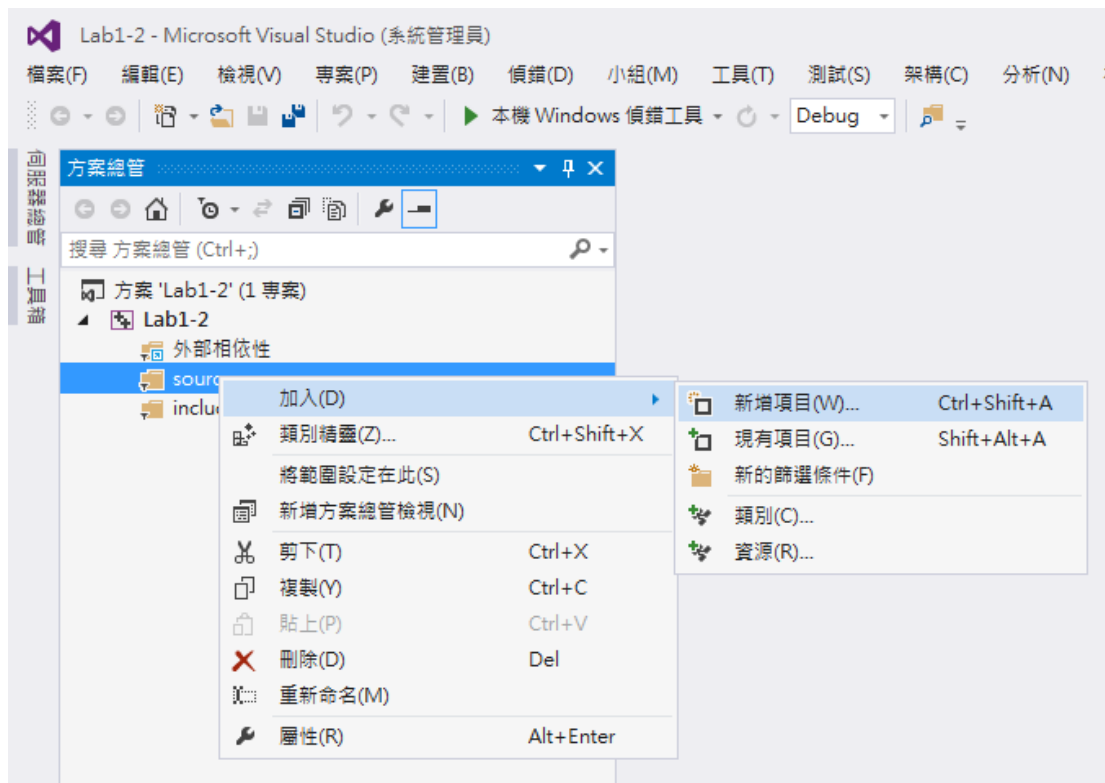 Lab1-2 - Microsoft Visual Studio (系統管理員)
檔案(F) 編輯(E) 檢視(V) 專案(P) 建置(B) 偵錯(D) 小組(M) 工具(T) 測試(S) 架構(C) 分析(N)
本機 Windows 偵錯工具 Debug
伺服器總管
工具箱
方案總管
搜尋 方案總管 (Ctrl+;)
方案 'Lab1-2' (1 專案)
Lab1-2
外部相依性
sourc
inclu
加入(D)
類別精靈(Z)... Ctrl+Shift+X
將範圍設定在此(S)
新增方案總管檢視(N)
剪下(T) Ctrl+X
複製(Y) Ctrl+C
貼上(P) Ctrl+V
刪除(D) Del
重新命名(M)
屬性(R) Alt+Enter
新增項目(W)... Ctrl+Shift+A
現有項目(G)... Shift+Alt+A
新的篩選條件(F)
類別(C)...
資源(R)...